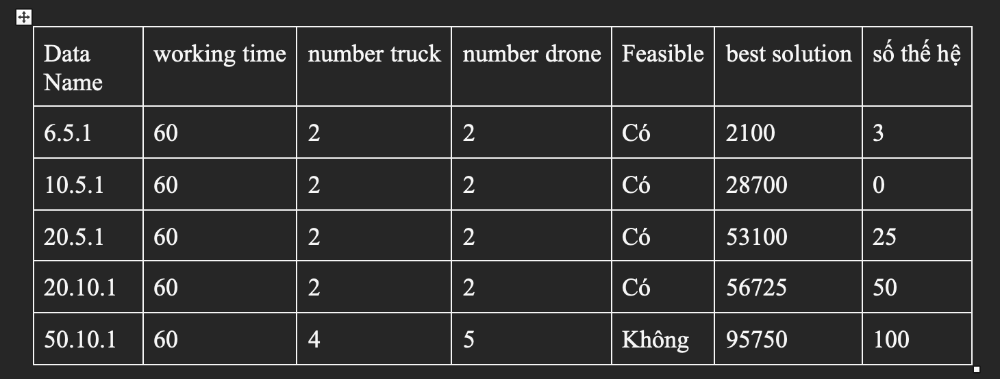 Data Name working time number truck number drone Feasible best solution số thế hệ
6.5.1 60 2 2 Có 2100 3
10.5.1 60 2 2 Có 28700 0
20.5.1 60 2 2 Có 53100 25
20.10.1 60 2 2 Có 56725 50
50.10.1 60 4 5 Không 95750 100